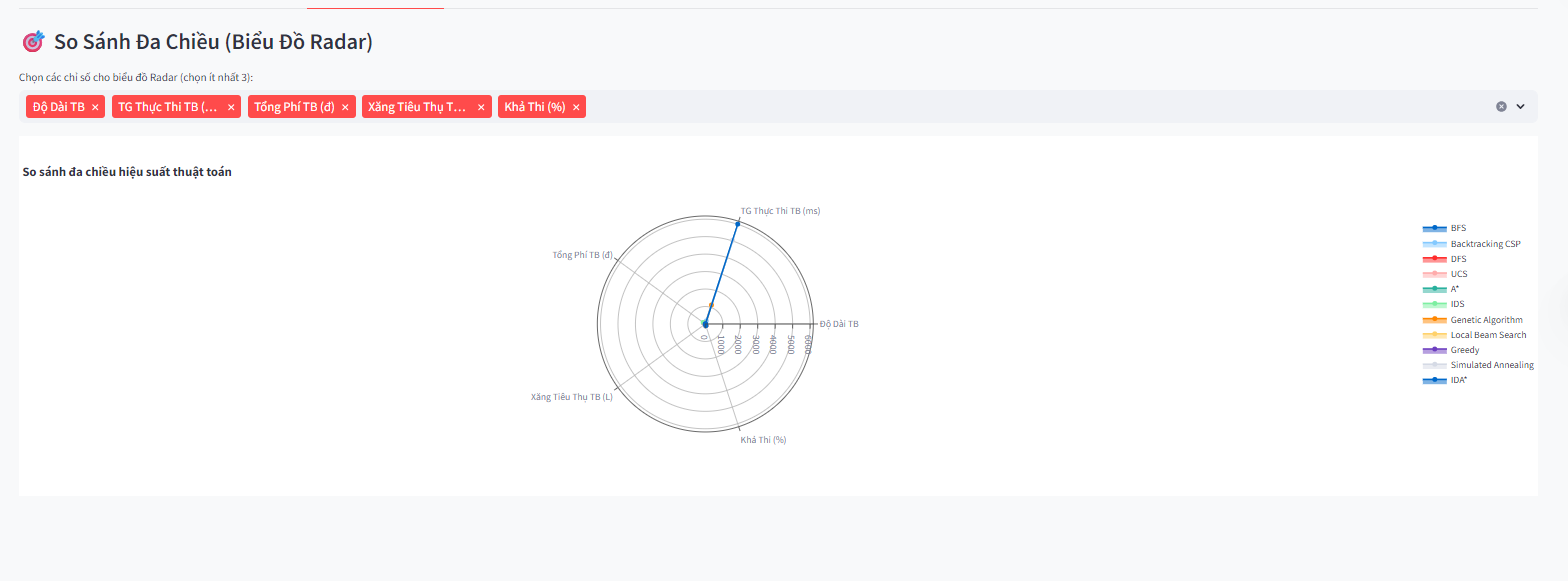 So Sánh Đa Chiều (Biểu Đồ Radar)
Chọn các chỉ số cho biểu đồ Radar (chọn ít nhất 3):
Độ Dài TB × TG Thực Thi TB (... × Tổng Phí TB (đ) × Xăng Tiêu Thụ T... × Khả Thi (%) ×
So sánh đa chiều hiệu suất thuật toán
TG Thực Thi TB (ms)
Tổng Phí TB (đ)
Độ Dài TB
0
1000
2000
3000
4000
5000
6000
Xăng Tiêu Thụ TB (L)
Khả Thi (%)
BFS
Backtracking CSP
DFS
UCS
A*
IDS
Genetic Algorithm
Local Beam Search
Greedy
Simulated Annealing
IDA*